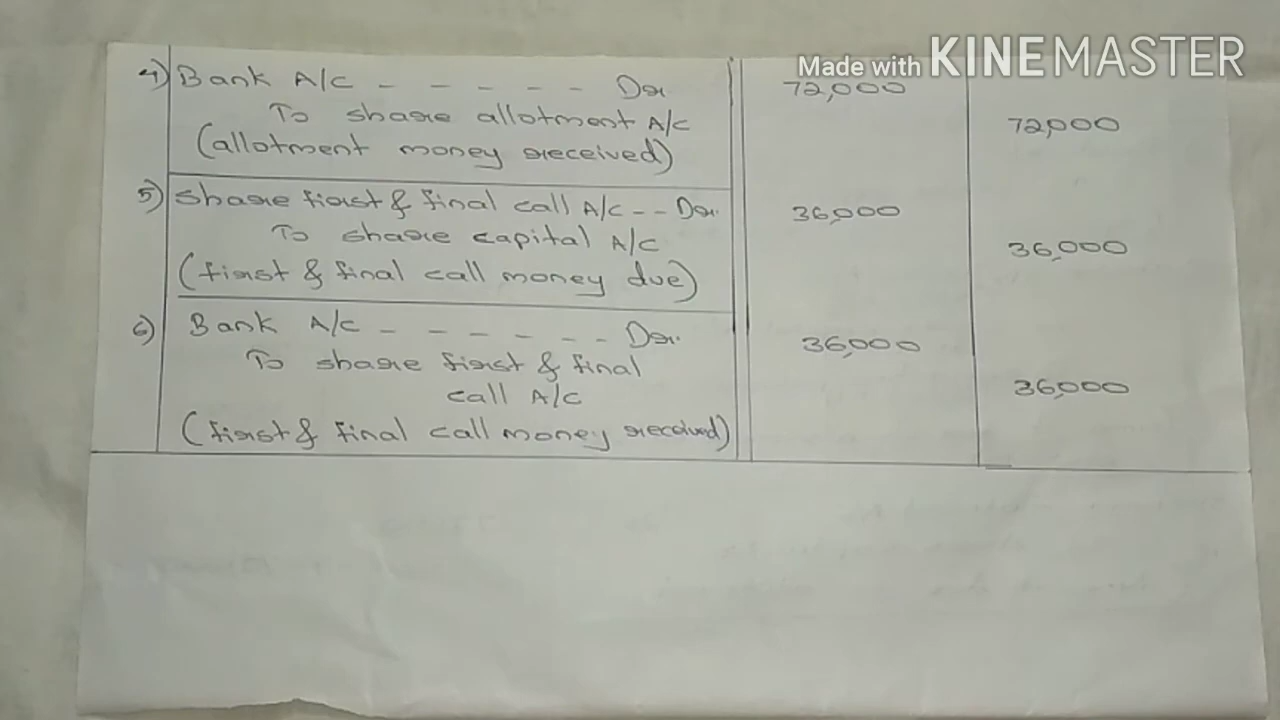 Made with KINEMASTER
4) Bank A/c - - - - - Dr. 72,000
To share allotment A/c 72,000
(allotment money received)
5) Share first & final call A/c - - Dr. 36,000
To share capital A/c 36,000
(first & final call money due)
6) Bank A/c - - - - - - Dr. 36,000
To share first & final
call A/c 36,000
(first & final call money received)